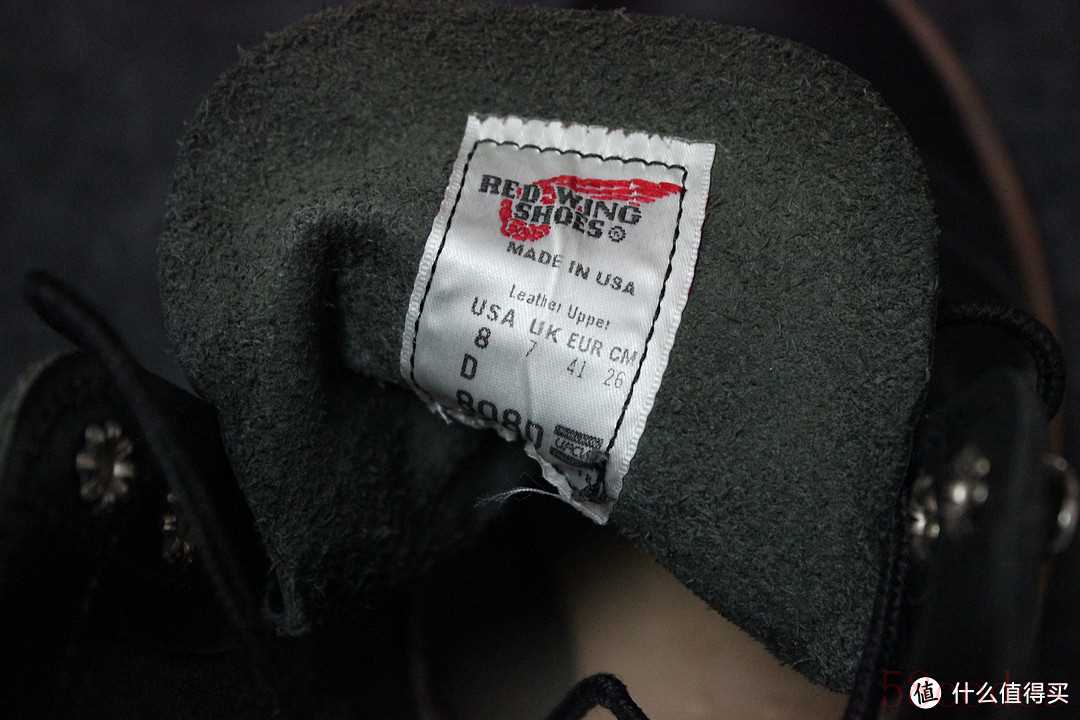 RED WING
SHOES®
MADE IN USA
Leather Upper
USA UK EUR CM
8 7 41 26
D
8080
值 什么值得买